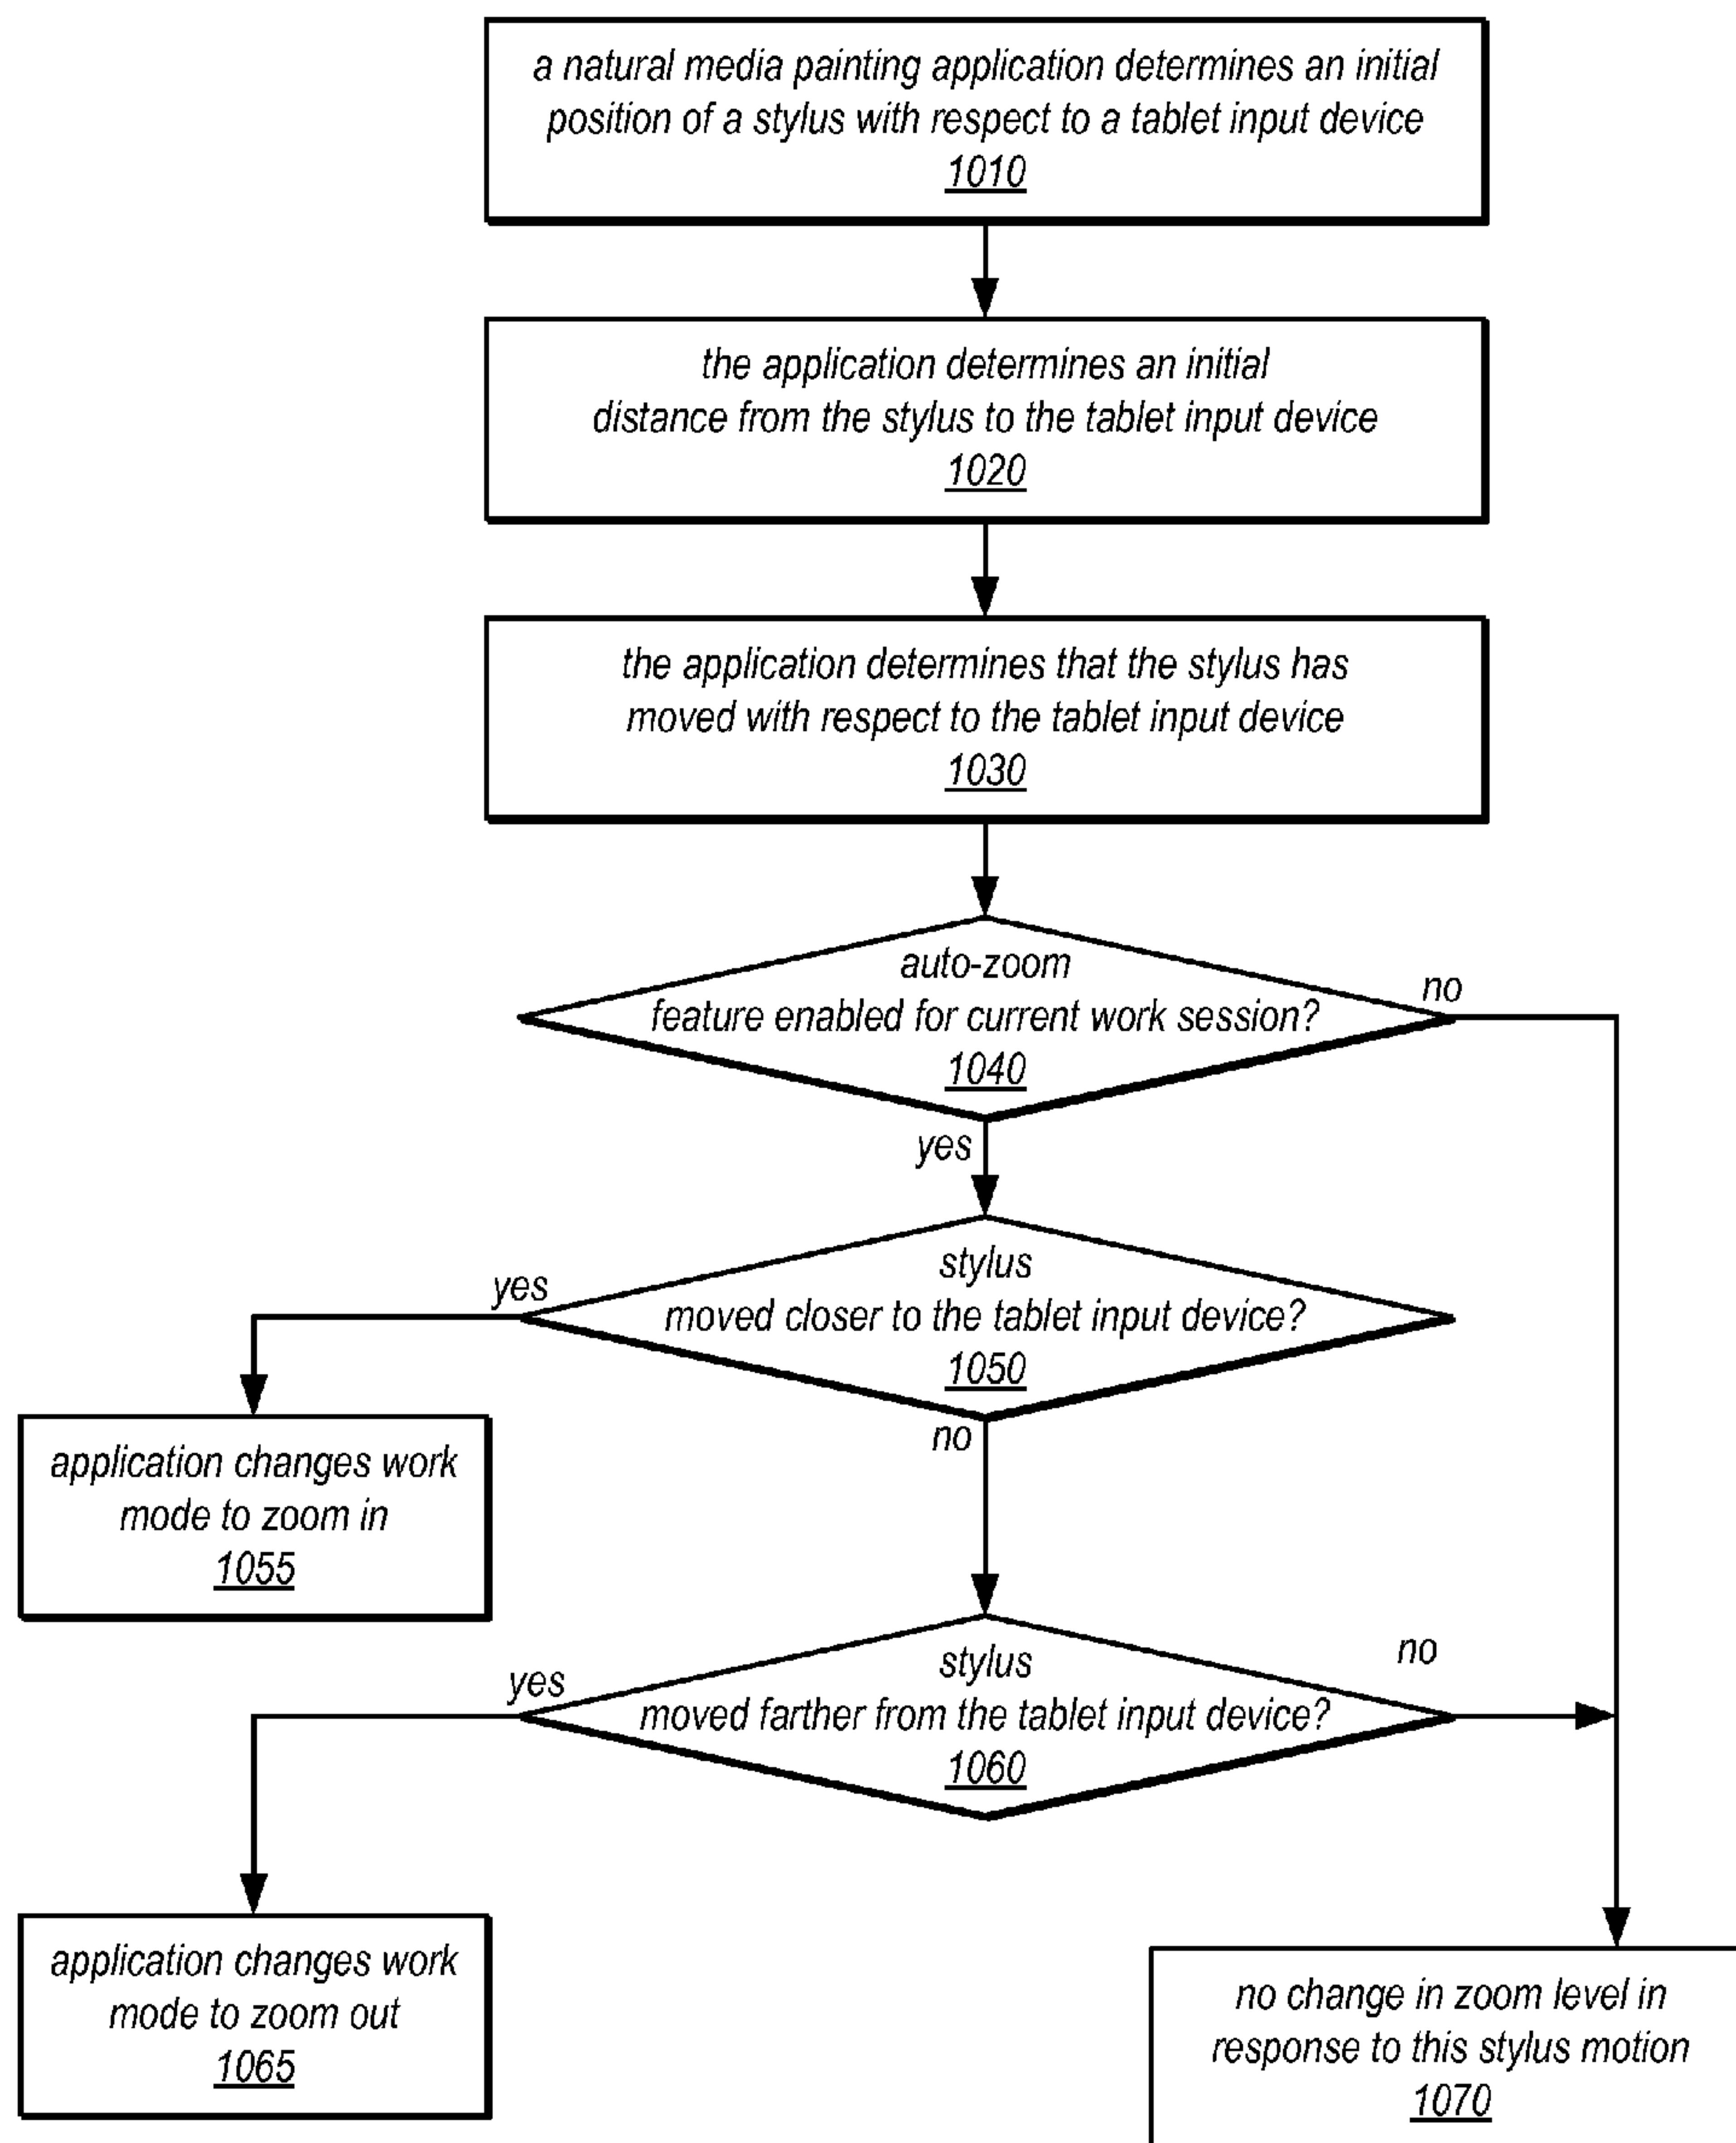 a natural media painting application determines an initial
position of a stylus with respect to a tablet input device
1010
the application determines an initial
distance from the stylus to the tablet input device
1020
the application determines that the stylus has
moved with respect to the tablet input device
1030
auto-zoom
feature enabled for current work session?
1040
no
yes
stylus
moved closer to the tablet input device?
1050
yes
no
application changes work
mode to zoom in
1055
stylus
moved farther from the tablet input device?
1060
yes
no
application changes work
mode to zoom out
1065
no change in zoom level in
response to this stylus motion
1070